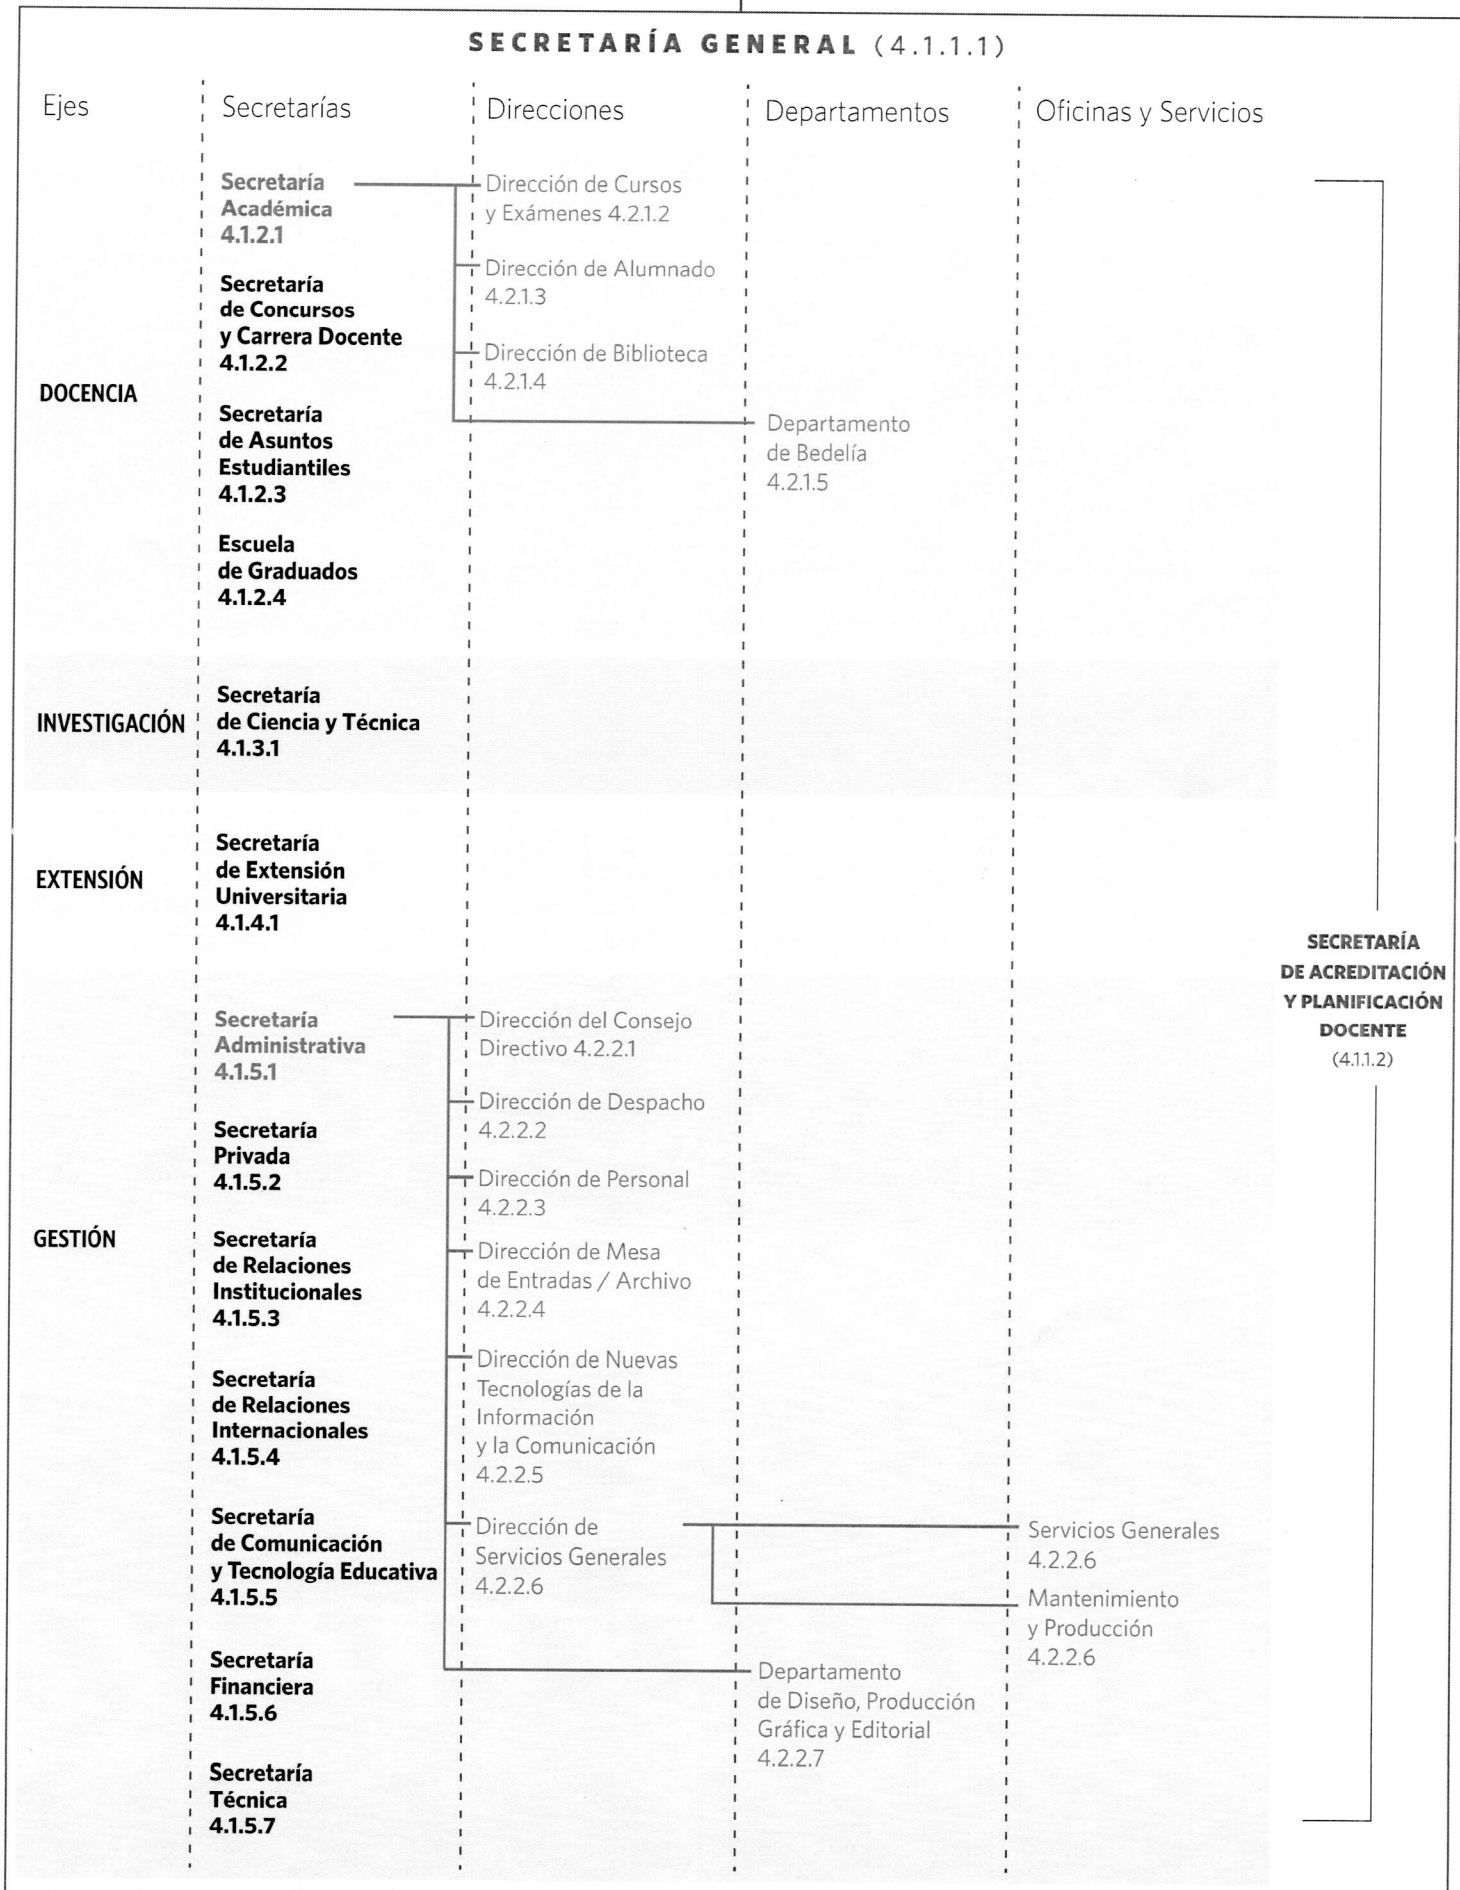 SECRETARÍA GENERAL (4.1.1.1)
Ejes
Secretarías
Direcciones
Departamentos
Oficinas y Servicios
DOCENCIA
Secretaría
Académica
4.1.2.1
Secretaría
de Concursos
y Carrera Docente
4.1.2.2
Secretaría
de Asuntos
Estudiantiles
4.1.2.3
Escuela
de Graduados
4.1.2.4
Dirección de Cursos
y Exámenes 4.2.1.2
Dirección de Alumnado
4.2.1.3
Dirección de Biblioteca
4.2.1.4
Departamento
de Bedelía
4.2.1.5
INVESTIGACIÓN
Secretaría
de Ciencia y Técnica
4.1.3.1
EXTENSIÓN
Secretaría
de Extensión
Universitaria
4.1.4.1
GESTIÓN
Secretaría
Administrativa
4.1.5.1
Secretaría
Privada
4.1.5.2
Secretaría
de Relaciones
Institucionales
4.1.5.3
Secretaría
de Relaciones
Internacionales
4.1.5.4
Secretaría
de Comunicación
y Tecnología Educativa
4.1.5.5
Secretaría
Financiera
4.1.5.6
Secretaría
Técnica
4.1.5.7
Dirección del Consejo
Directivo 4.2.2.1
Dirección de Despacho
4.2.2.2
Dirección de Personal
4.2.2.3
Dirección de Mesa
de Entradas / Archivo
4.2.2.4
Dirección de Nuevas
Tecnologías de la
Información
y la Comunicación
4.2.2.5
Dirección de
Servicios Generales
4.2.2.6
Departamento
de Diseño, Producción
Gráfica y Editorial
4.2.2.7
Servicios Generales
4.2.2.6
Mantenimiento
y Producción
4.2.2.6
SECRETARÍA
DE ACREDITACIÓN
Y PLANIFICACIÓN
DOCENTE
(4.1.1.2)